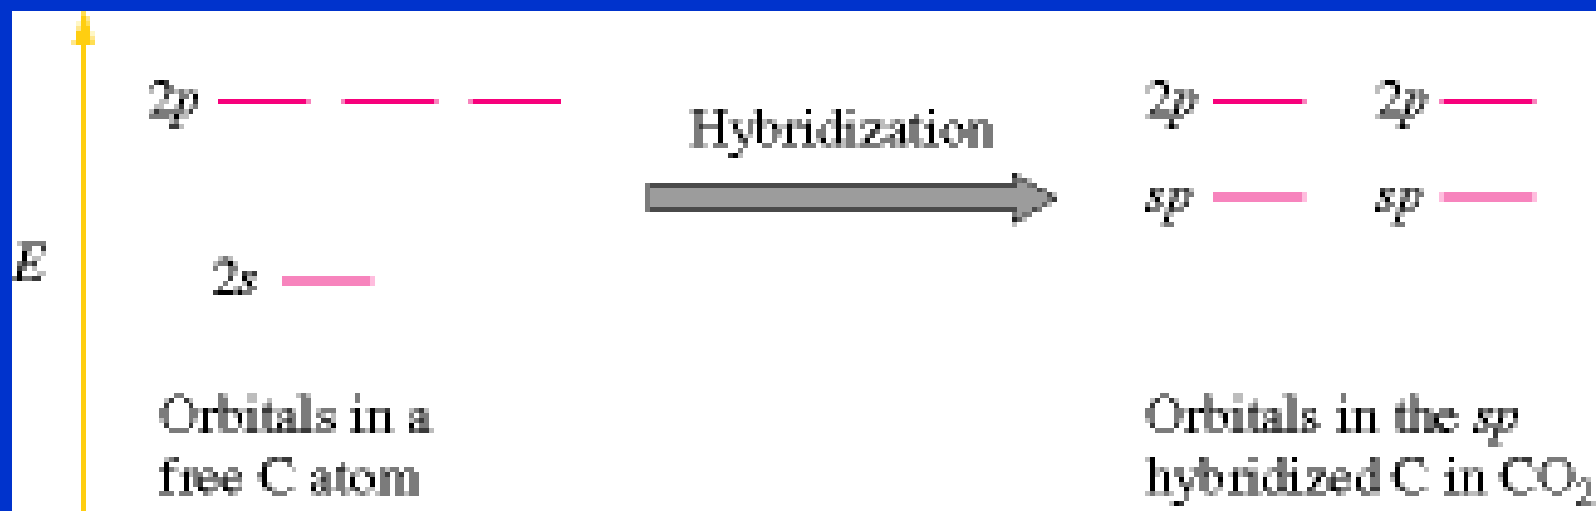 2p
2p
2p
Hybridization
sp
sp
E
2s
Orbitals in a
free C atom
Orbitals in the sp
hybridized C in CO₂